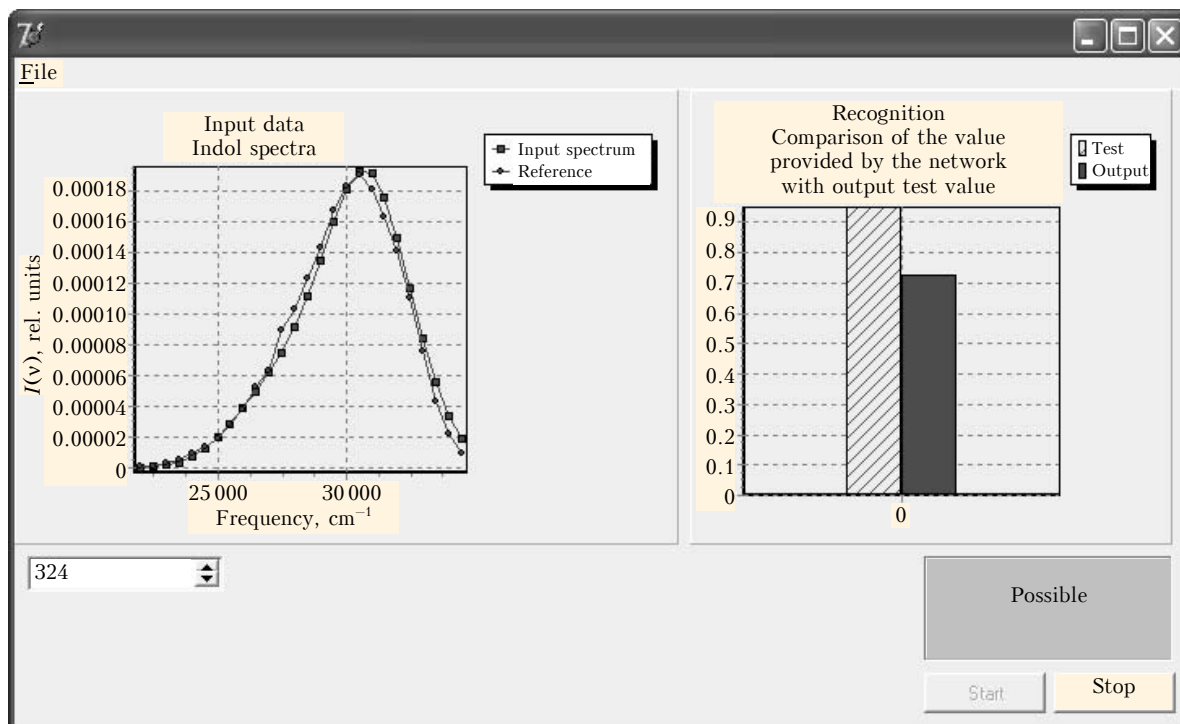 File
Input data
Indol spectra
Input spectrum
Reference
I(ν), rel. units
0.00018
0.00016
0.00014
0.00012
0.00010
0.00008
0.00006
0.00004
0.00002
0
25 000
30 000
Frequency, cm⁻¹
Recognition
Comparison of the value
provided by the network
with output test value
Test
Output
0.9
0.8
0.7
0.6
0.5
0.4
0.3
0.2
0.1
0
0
324
Possible
Start
Stop